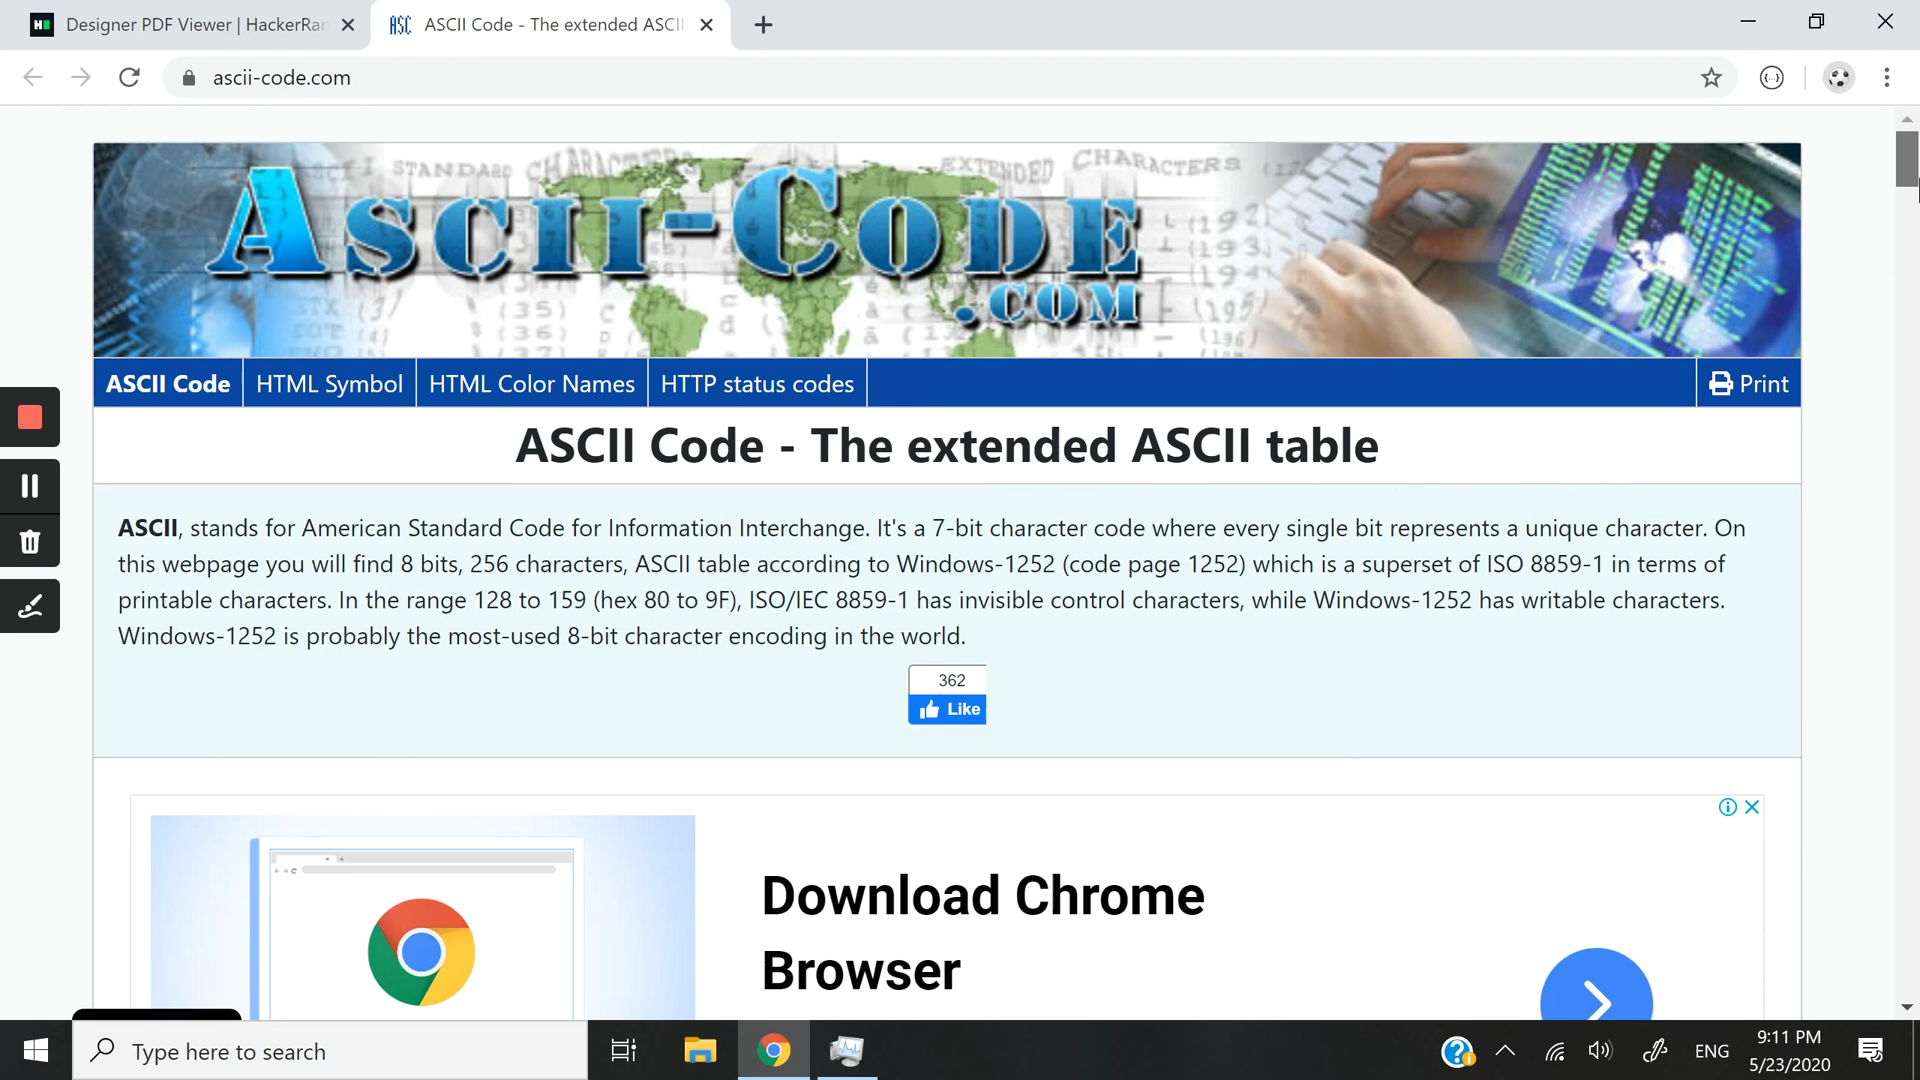 Designer PDF Viewer | HackerRan
ASCII Code - The extended ASCII
ascii-code.com
STANDARD CHARACTERS
EXTENDED CHARACTERS
ASCII-CODE
.COM
(35)
(36)
ASCII Code
HTML Symbol
HTML Color Names
HTTP status codes
Print
ASCII Code - The extended ASCII table
ASCII, stands for American Standard Code for Information Interchange. It's a 7-bit character code where every single bit represents a unique character. On
this webpage you will find 8 bits, 256 characters, ASCII table according to Windows-1252 (code page 1252) which is a superset of ISO 8859-1 in terms of
printable characters. In the range 128 to 159 (hex 80 to 9F), ISO/IEC 8859-1 has invisible control characters, while Windows-1252 has writable characters.
Windows-1252 is probably the most-used 8-bit character encoding in the world.
362
Like
Download Chrome
Browser
Type here to search
ENG
9:11 PM
5/23/2020